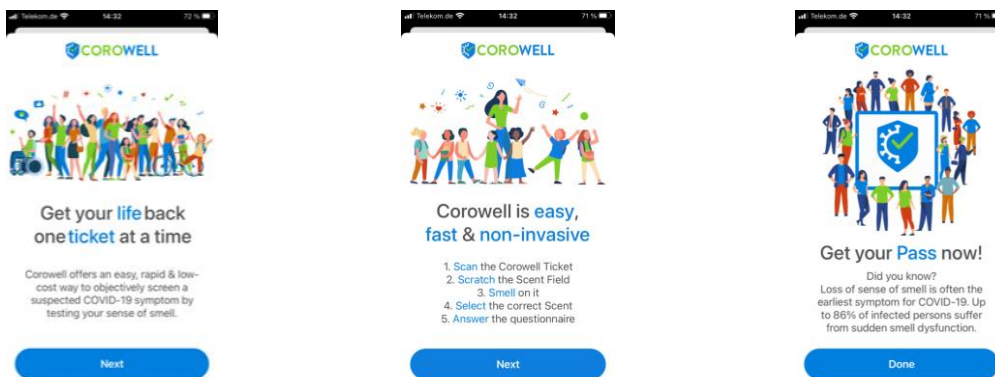 Telekom.de 14:32 72 %
COROWELL
Get your life back
one ticket at a time
Corowell offers an easy, rapid & low-
cost way to objectively screen a
suspected COVID-19 symptom by
testing your sense of smell.
Next
Telekom.de 14:32 71 %
COROWELL
Corowell is easy,
fast & non-invasive
1. Scan the Corowell Ticket
2. Scratch the Scent Field
3. Smell on it
4. Select the correct Scent
5. Answer the questionnaire
Next
Telekom.de 14:32 71 %
COROWELL
Get your Pass now!
Did you know?
Loss of sense of smell is often the
earliest symptom for COVID-19. Up
to 86% of infected persons suffer
from sudden smell dysfunction.
Done